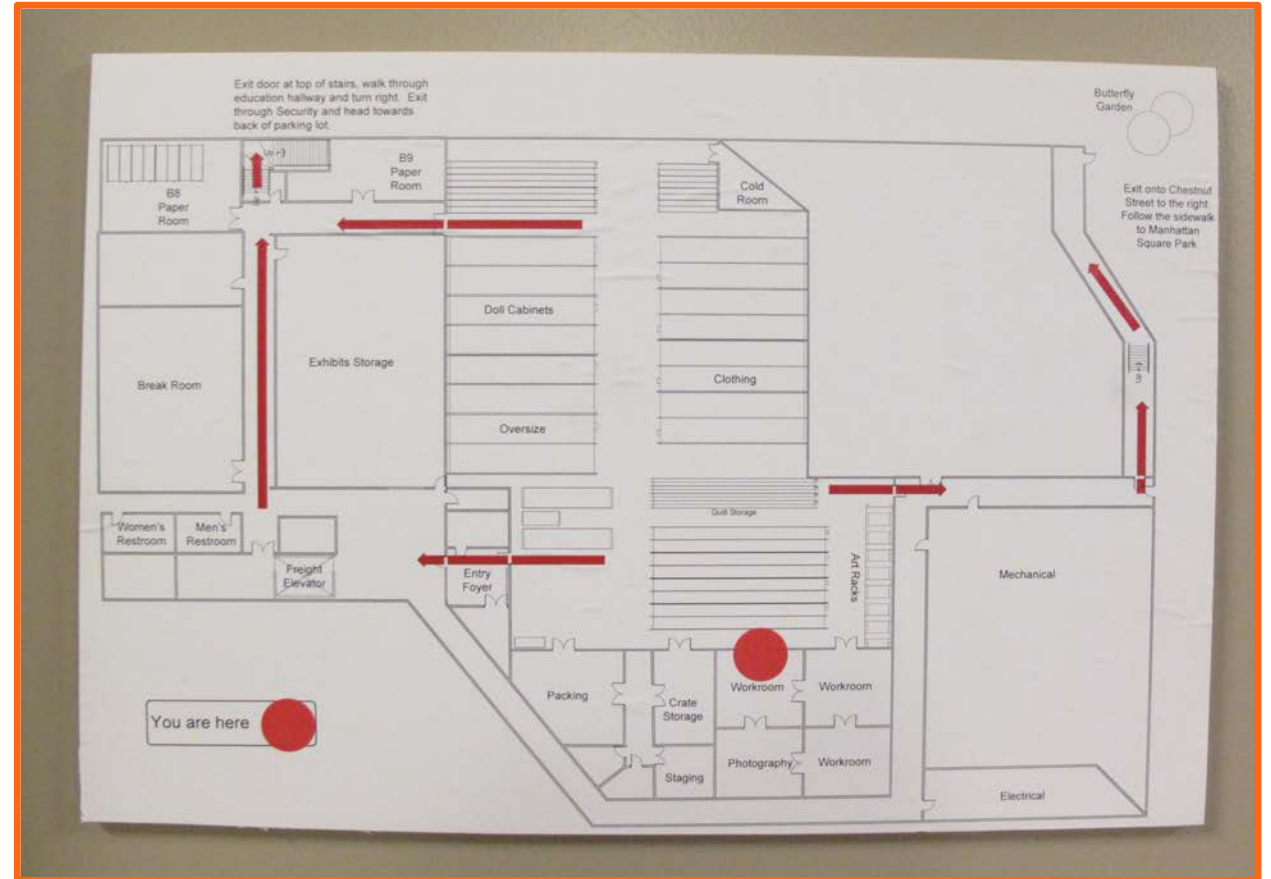 Exit door at top of stairs, walk through
education hallway and turn right. Exit
through Security and head towards
back of parking lot.
Butterfly
Garden
B8
Paper
Room
B9
Paper
Room
Cold
Room
Exit onto Chestnut
Street to the right.
Follow the sidewalk
to Manhattan
Square Park
Doll Cabinets
Exhibits Storage
Break Room
Clothing
Oversize
Quilt Storage
Women's
Restroom
Men's
Restroom
Freight
Elevator
Entry
Foyer
Art Racks
Mechanical
Packing
Crate
Storage
Workroom
Workroom
You are here
Staging
Photography
Workroom
Electrical